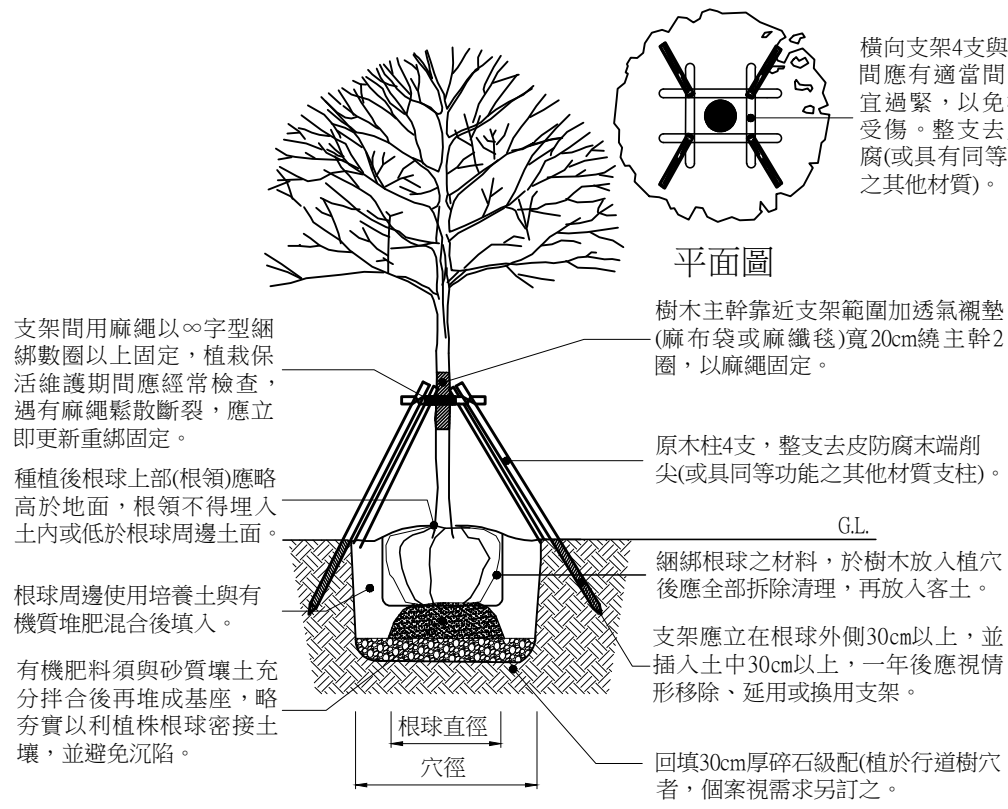 橫向支架4支與
間應有適當間
宜過緊，以免
受傷。整支去
腐(或具有同等
之其他材質)。
平面圖
樹木主幹靠近支架範圍加透氣襯墊
(麻布袋或麻纖毯)寬20cm繞主幹2
圈，以麻繩固定。
支架間用麻繩以∞字型綑
綁數圈以上固定，植栽保
活維護期間應經常檢查，
遇有麻繩鬆散斷裂，應立
即更新重綁固定。
原木柱4支，整支去皮防腐末端削
尖(或具同等功能之其他材質支柱)。
種植後根球上部(根領)應略
高於地面，根領不得埋入
土內或低於根球周邊土面。
G.L.
綑綁根球之材料，於樹木放入植穴
後應全部拆除清理，再放入客土。
根球周邊使用培養土與有
機質堆肥混合後填入。
支架應立在根球外側30cm以上，並
插入土中30cm以上，一年後應視情
形移除、延用或換用支架。
有機肥料須與砂質壤土充
分拌合後再堆成基座，略
夯實以利植株根球密接土
壤，並避免沉陷。
根球直徑
穴徑
回填30cm厚碎石級配(植於行道樹穴
者，個案視需求另訂之。